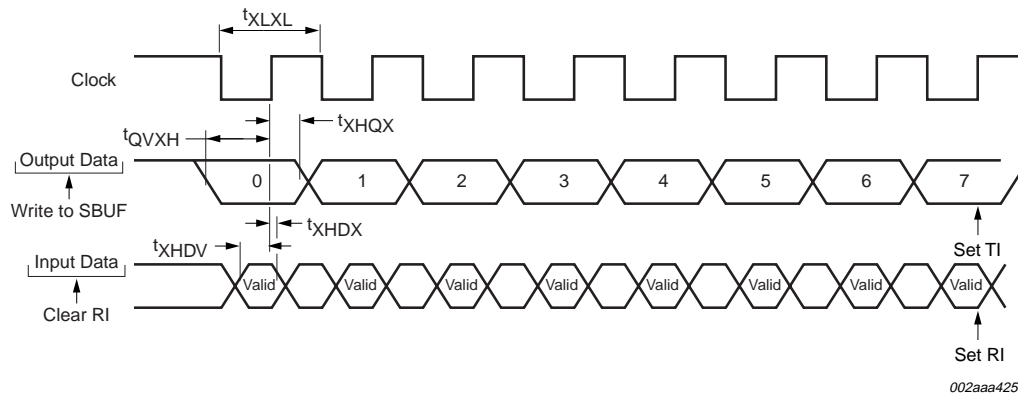 tXLXL
Clock
tQVXH
tXHQX
Output Data
0 1 2 3 4 5 6 7
Write to SBUF
tXHDX
tXHDV
Set TI
Input Data
Valid Valid Valid Valid Valid Valid Valid Valid
Clear RI
Set RI
002aaa425